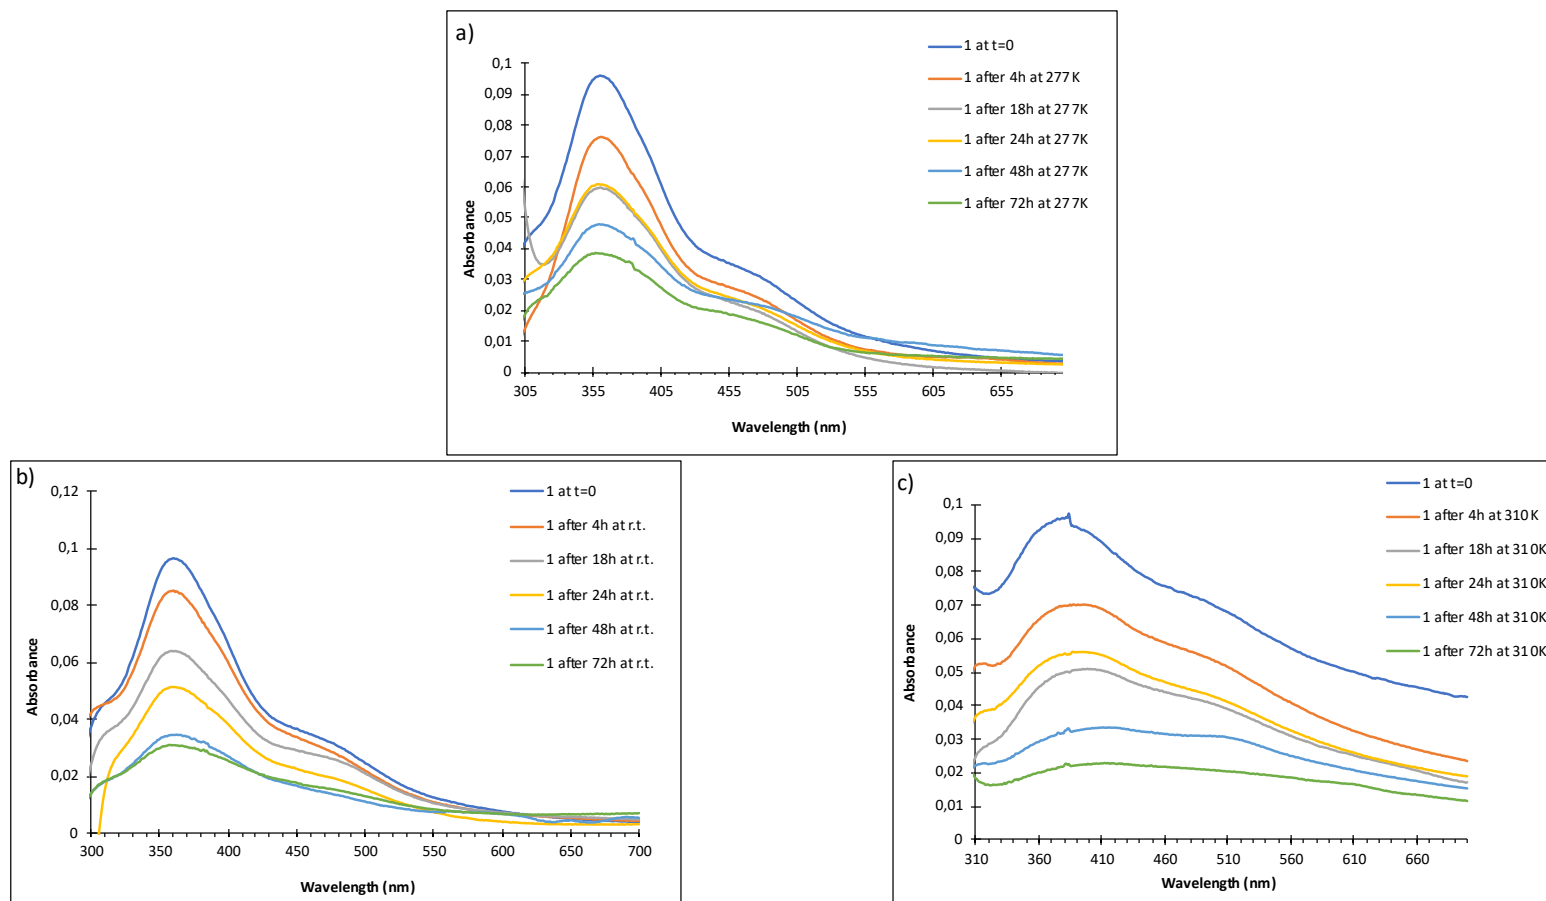 a)
1 at t=0
1 after 4h at 277K
1 after 18h at 277K
1 after 24h at 277K
1 after 48h at 277K
1 after 72h at 277K
0,1
0,09
0,08
0,07
0,06
0,05
0,04
0,03
0,02
0,01
0
Absorbance
305 355 405 455 505 555 605 655
Wavelength (nm)
b)
1 at t=0
1 after 4h at r.t.
1 after 18h at r.t.
1 after 24h at r.t.
1 after 48h at r.t.
1 after 72h at r.t.
0,12
0,1
0,08
0,06
0,04
0,02
0
Absorbance
300 350 400 450 500 550 600 650 700
Wavelength (nm)
c)
1 at t=0
1 after 4h at 310K
1 after 18h at 310K
1 after 24h at 310K
1 after 48h at 310K
1 after 72h at 310K
0,1
0,09
0,08
0,07
0,06
0,05
0,04
0,03
0,02
0,01
0
Absorbance
310 360 410 460 510 560 610 660
Wavelength (nm)